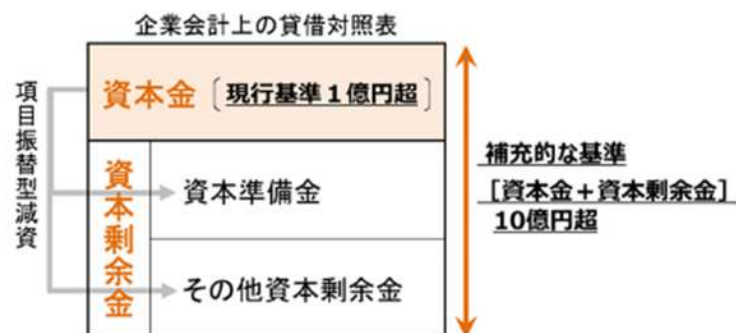 企業会計上の貸借対照表
項目振替型減資
資本金 [現行基準1億円超]
資本剰余金
資本準備金
その他資本剰余金
補充的な基準
[資本金+資本剰余金]
10億円超